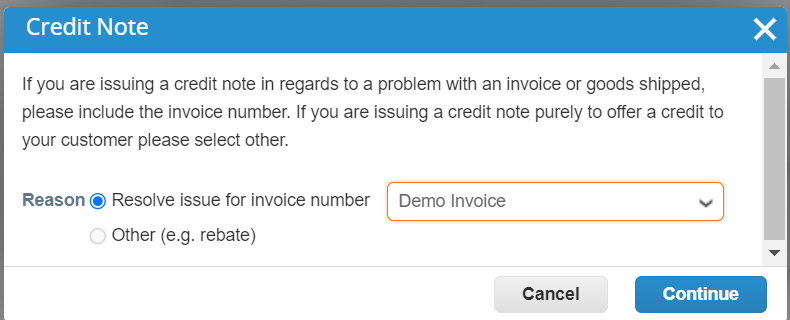 Credit Note
If you are issuing a credit note in regards to a problem with an invoice or goods shipped,
please include the invoice number. If you are issuing a credit note purely to offer a credit to
your customer please select other.
Reason Resolve issue for invoice number Demo Invoice
Other (e.g. rebate)
Cancel Continue